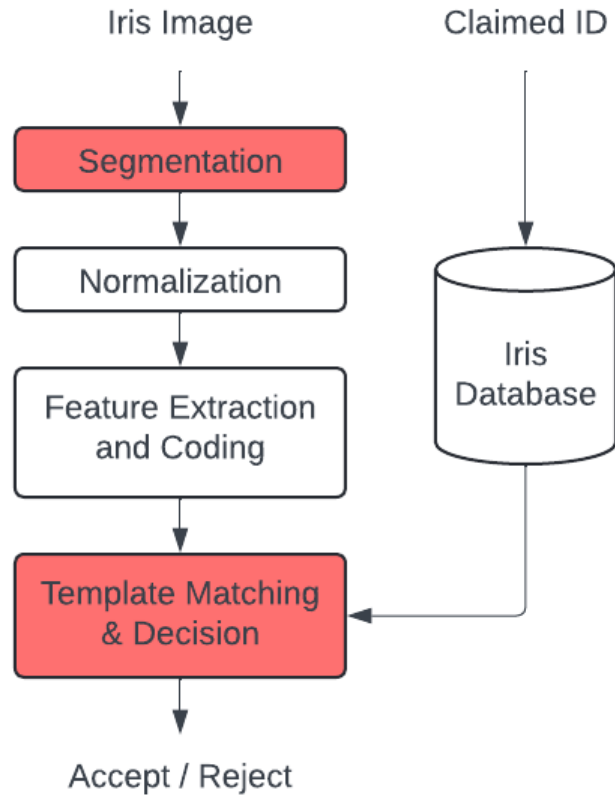 Iris Image
Claimed ID
Segmentation
Normalization
Iris
Database
Feature Extraction
and Coding
Template Matching
& Decision
Accept / Reject